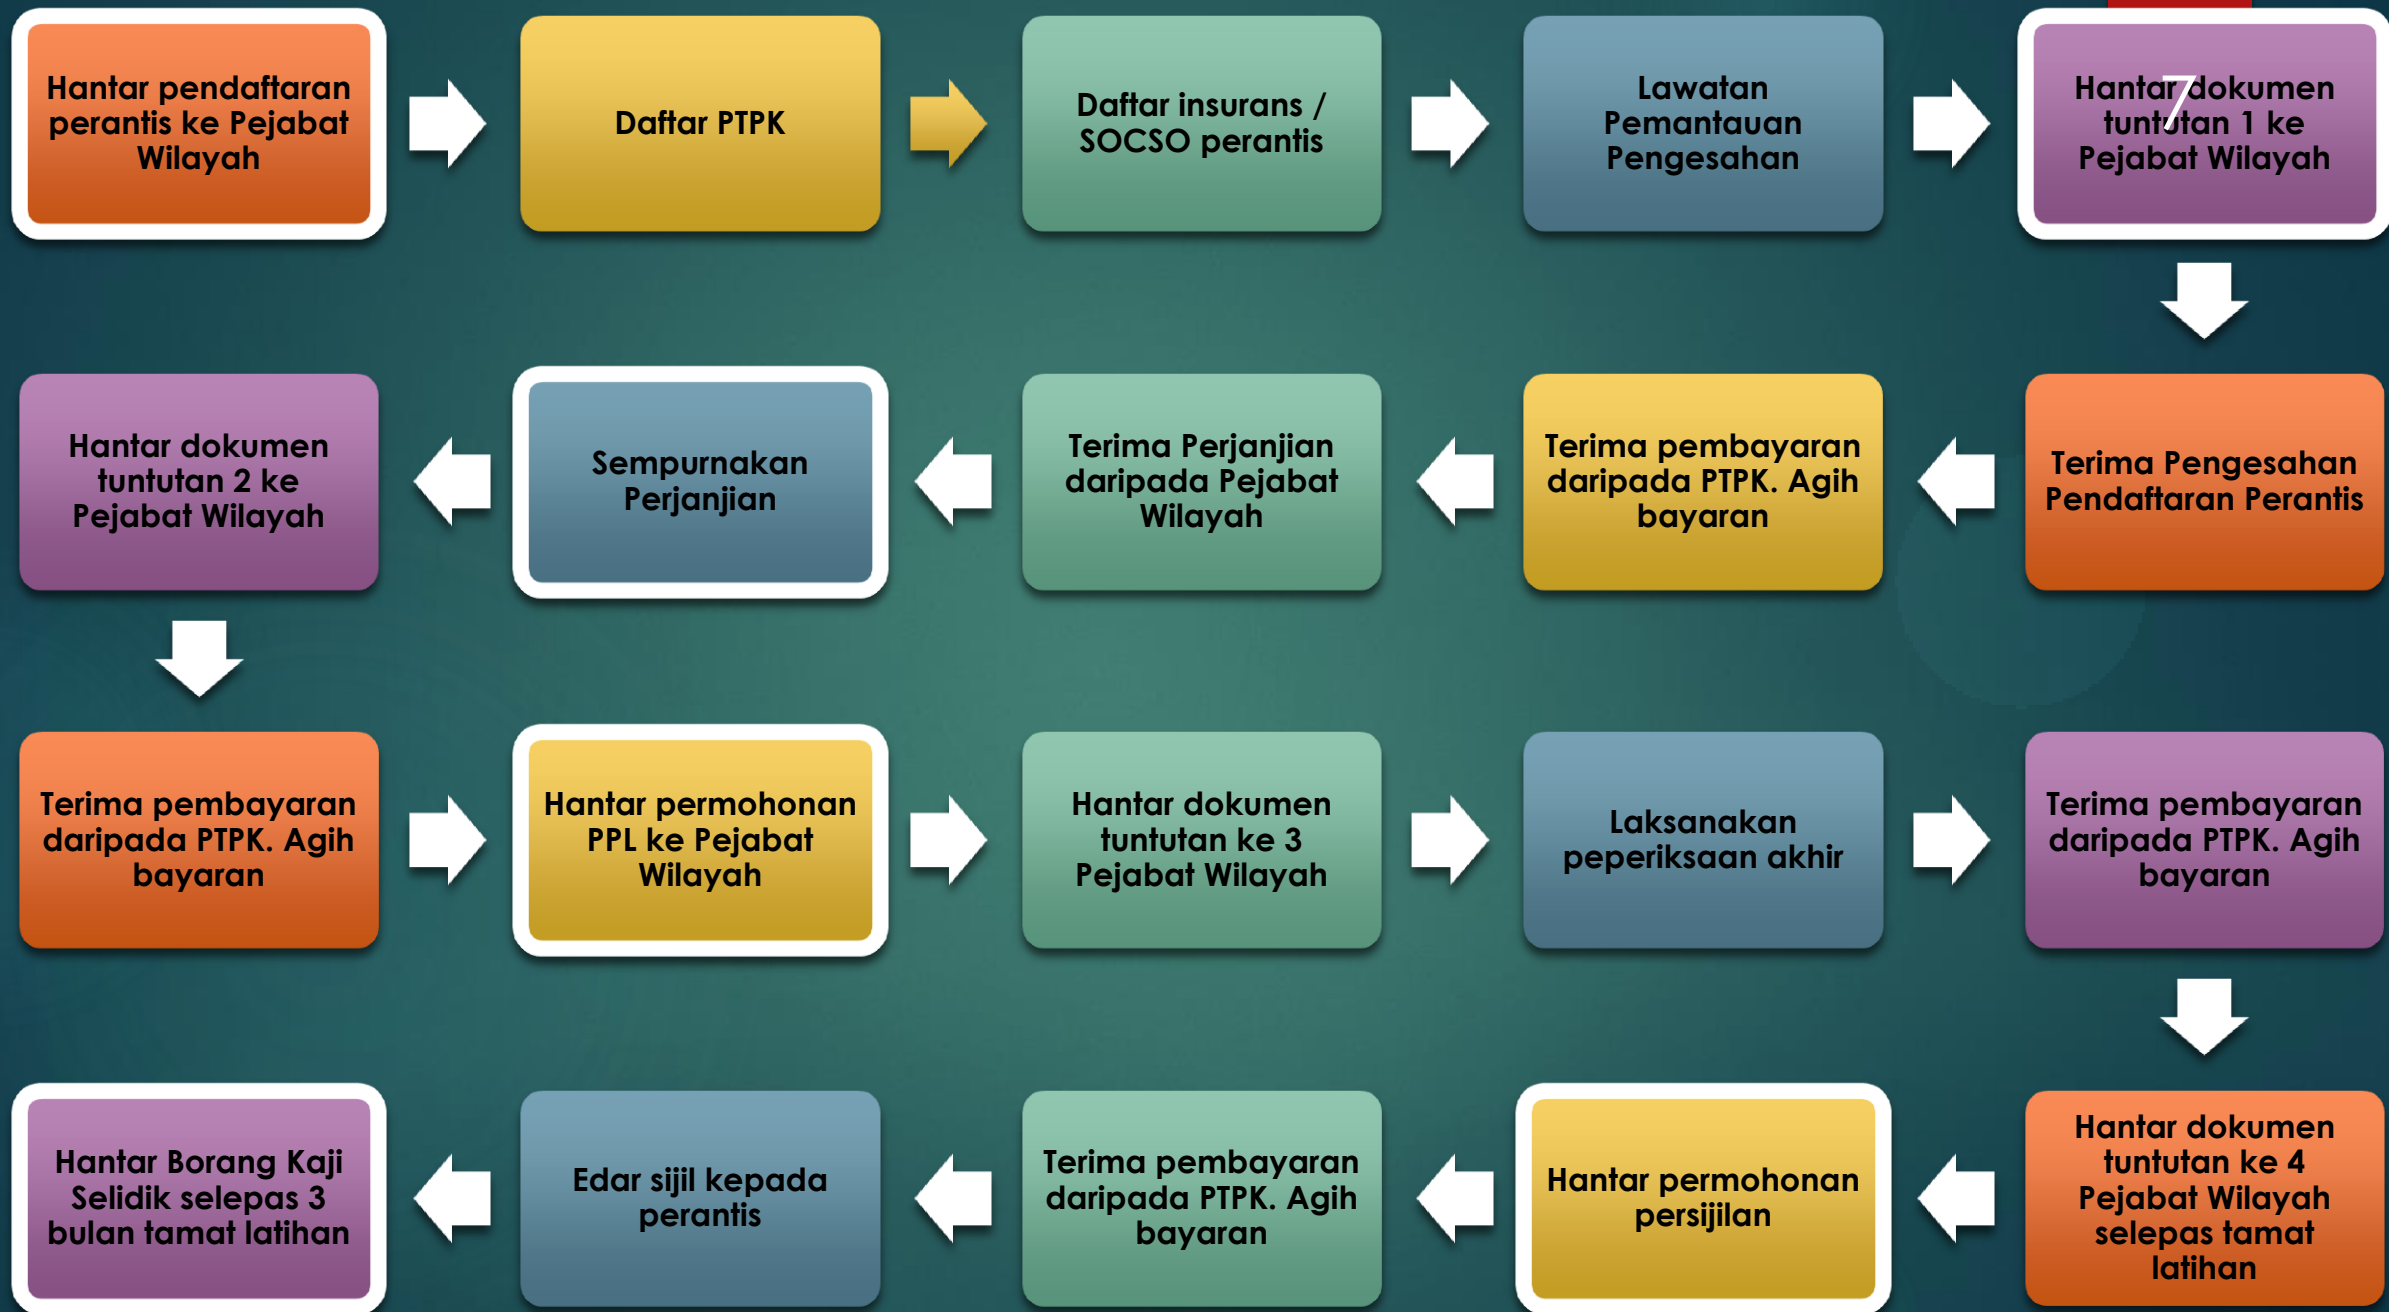 Hantar pendaftaran
perantis ke Pejabat
Wilayah
Daftar PTPK
Daftar insurans /
SOCSO perantis
Lawatan
Pemantauan
Pengesahan
7
Hantar dokumen
tuntutan 1 ke
Pejabat Wilayah
Terima Pengesahan
Pendaftaran Perantis
Terima pembayaran
daripada PTPK. Agih
bayaran
Terima Perjanjian
daripada Pejabat
Wilayah
Sempurnakan
Perjanjian
Hantar dokumen
tuntutan 2 ke
Pejabat Wilayah
Terima pembayaran
daripada PTPK. Agih
bayaran
Hantar permohonan
PPL ke Pejabat
Wilayah
Hantar dokumen
tuntutan ke 3
Pejabat Wilayah
Laksanakan
peperiksaan akhir
Terima pembayaran
daripada PTPK. Agih
bayaran
Hantar dokumen
tuntutan ke 4
Pejabat Wilayah
selepas tamat
latihan
Hantar permohonan
persijilan
Terima pembayaran
daripada PTPK. Agih
bayaran
Edar sijil kepada
perantis
Hantar Borang Kaji
Selidik selepas 3
bulan tamat latihan